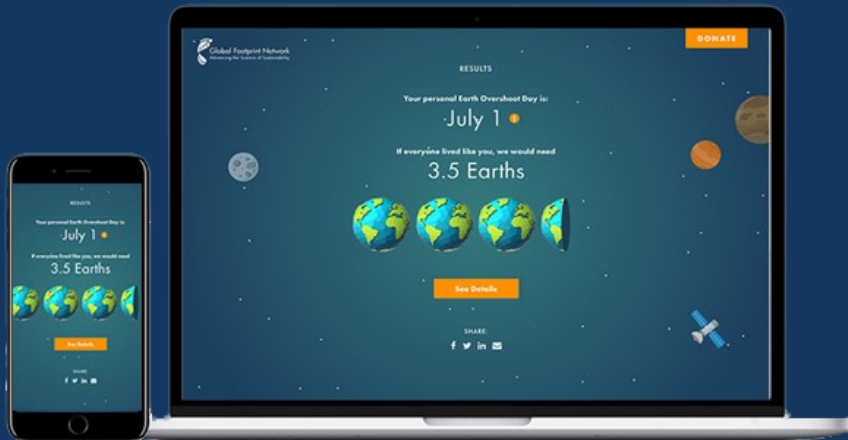 Global Footprint Network
Advancing the Science of Sustainability
DONATE
RESULTS
Your personal Earth Overshoot Day is:
July 1
If everyone lived like you, we would need
3.5 Earths
See Details
SHARE:
RESULTS
Your personal Earth Overshoot Day is:
July 1
If everyone lived like you, we would need
3.5 Earths
See Details
SHARE: